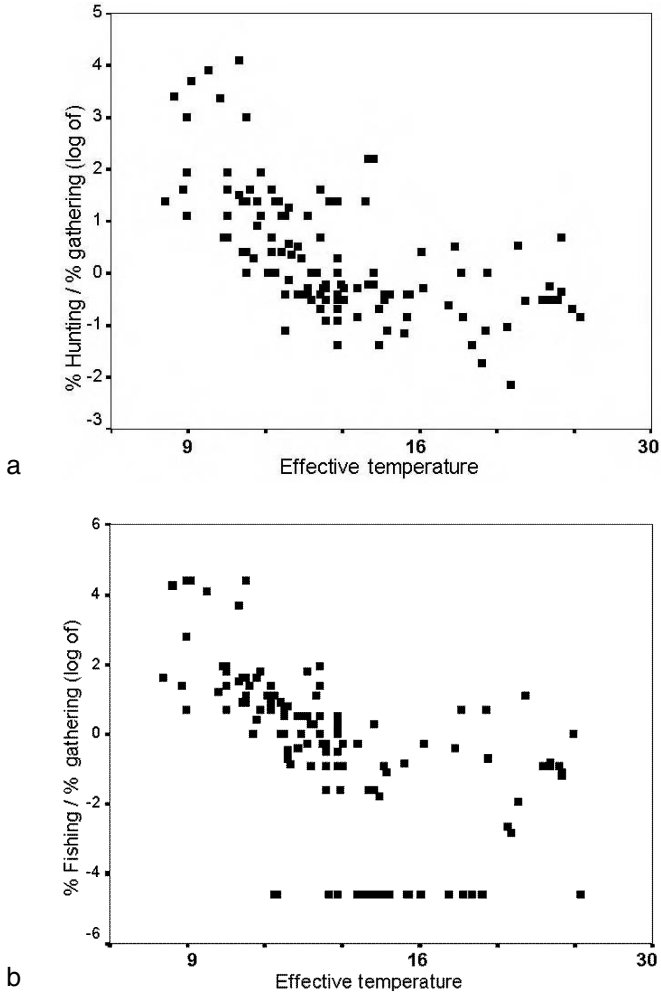 5
4
3
2
1
0
-1
-2
-3
% Hunting / % gathering (log of)
9 16 30
Effective temperature
a
6
4
2
0
-2
-4
-6
% Fishing / % gathering (log of)
9 16 30
Effective temperature
b